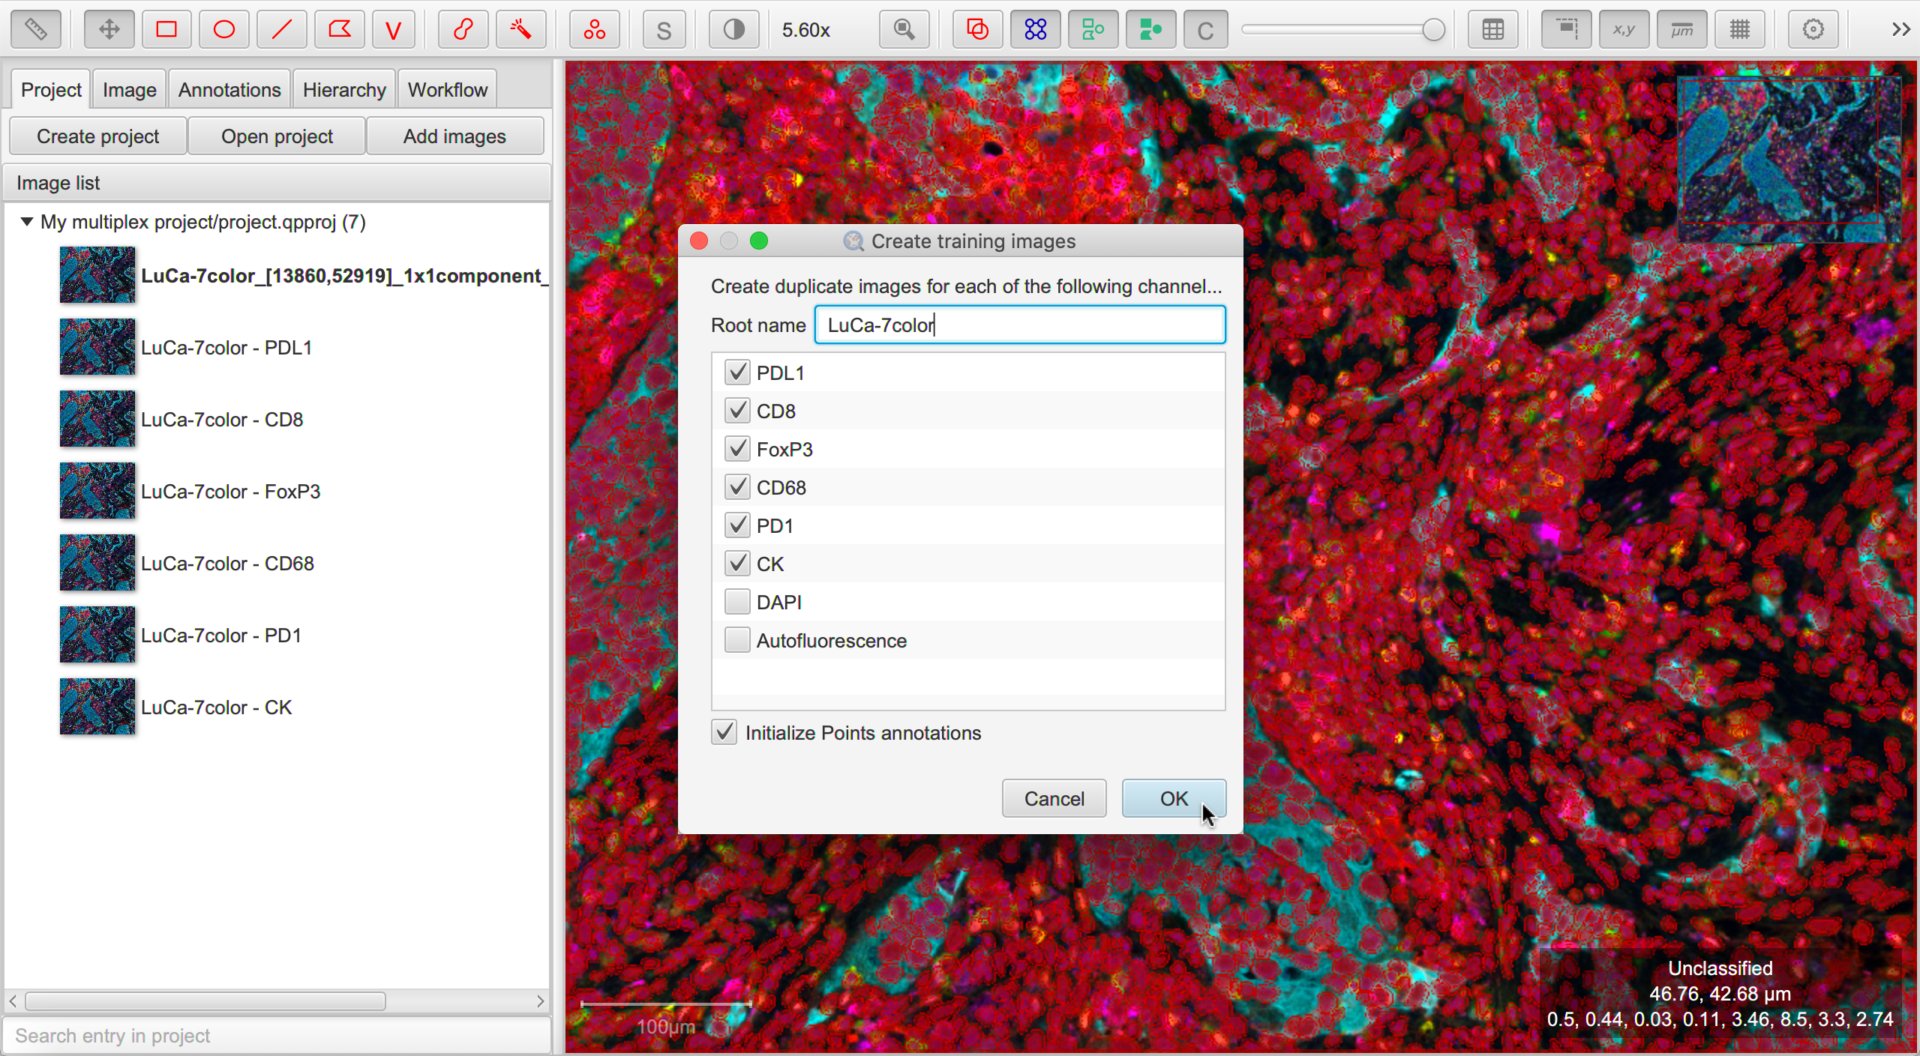 V
S
5.60x
C
x,y
μm
Project
Image
Annotations
Hierarchy
Workflow
Create project
Open project
Add images
Image list
My multiplex project/project.qpproj (7)
LuCa-7color_[13860,52919]_1x1component_
LuCa-7color - PDL1
LuCa-7color - CD8
LuCa-7color - FoxP3
LuCa-7color - CD68
LuCa-7color - PD1
LuCa-7color - CK
Search entry in project
Create training images
Create duplicate images for each of the following channel...
Root name
LuCa-7color
PDL1
CD8
FoxP3
CD68
PD1
CK
DAPI
Autofluorescence
Initialize Points annotations
Cancel
OK
100μm
Unclassified
46.76, 42.68 μm
0.5, 0.44, 0.03, 0.11, 3.46, 8.5, 3.3, 2.74